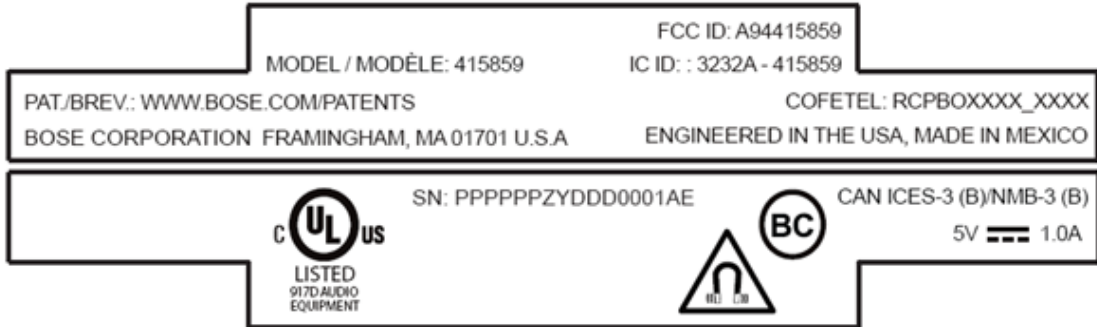 FCC ID: A94415859
MODEL / MODÈLE: 415859 IC ID: : 3232A - 415859
PAT./BREV.: WWW.BOSE.COM/PATENTS COFETEL: RCPBOXXXX_XXXX
BOSE CORPORATION FRAMINGHAM, MA 01701 U.S.A ENGINEERED IN THE USA, MADE IN MEXICO
SN: PPPPPPZYDDD0001AE CAN ICES-3 (B)/NMB-3 (B)
C UL US BC 5V 1.0A
LISTED
917D AUDIO
EQUIPMENT